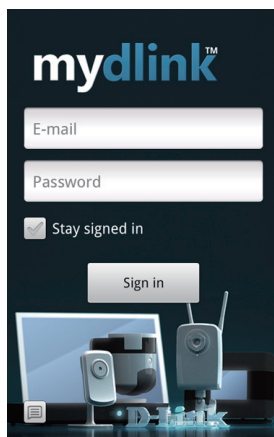 mydlink™
E-mail
Password
Stay signed in
Sign in
D-Link